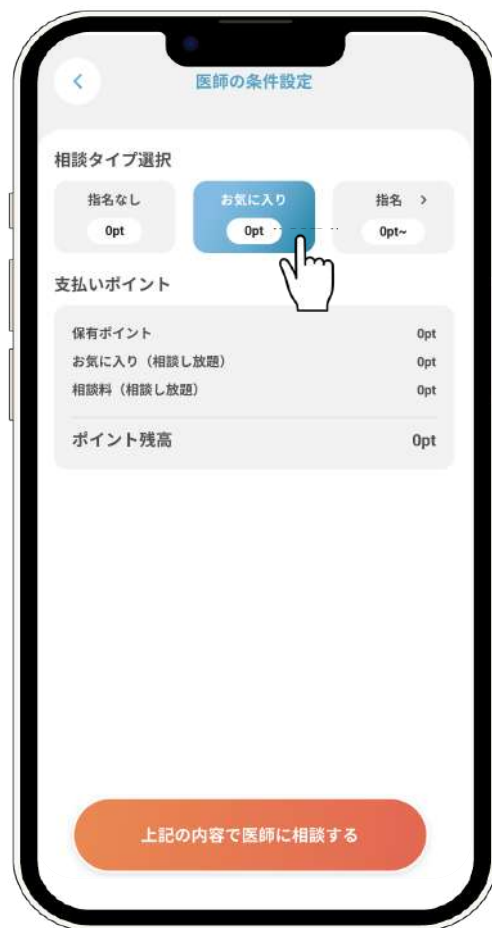 医師の条件設定
相談タイプ選択
指名なし
0pt
お気に入り
0pt
指名 >
0pt~
支払いポイント
保有ポイント 0pt
お気に入り（相談し放題） 0pt
相談料（相談し放題） 0pt
ポイント残高 0pt
上記の内容で医師に相談する